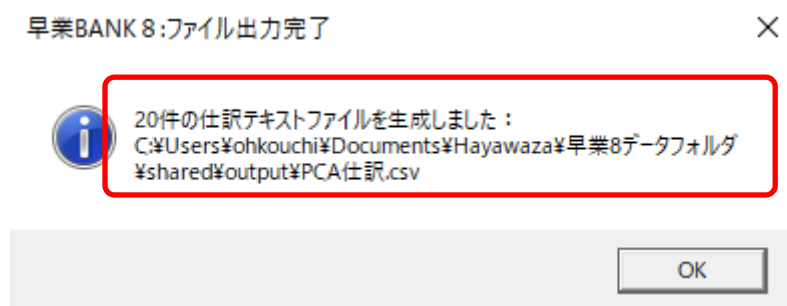 早業BANK 8 :ファイル出力完了
20件の仕訳テキストファイルを生成しました：
C:¥Users¥ohkouchi¥Documents¥Hayawaza¥早業8データフォルダ
¥shared¥output¥PCA仕訳.csv
OK